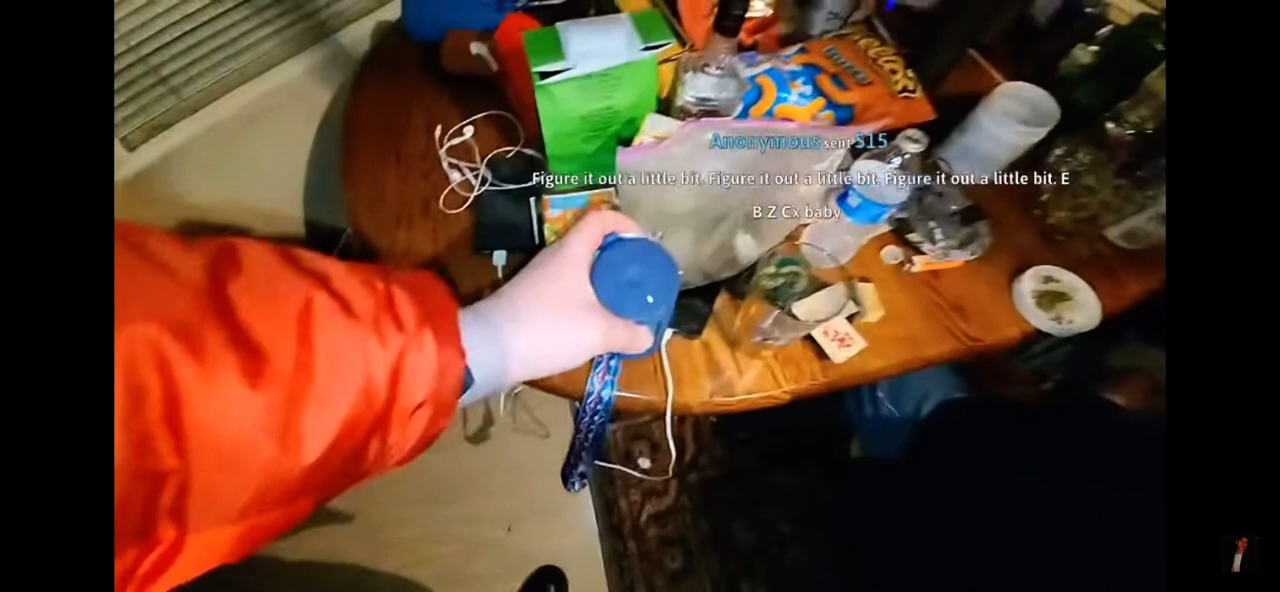 Anonymous sent $15
Figure it out a little bit. Figure it out a little bit. Figure it out a little bit. E
B Z Cx baby